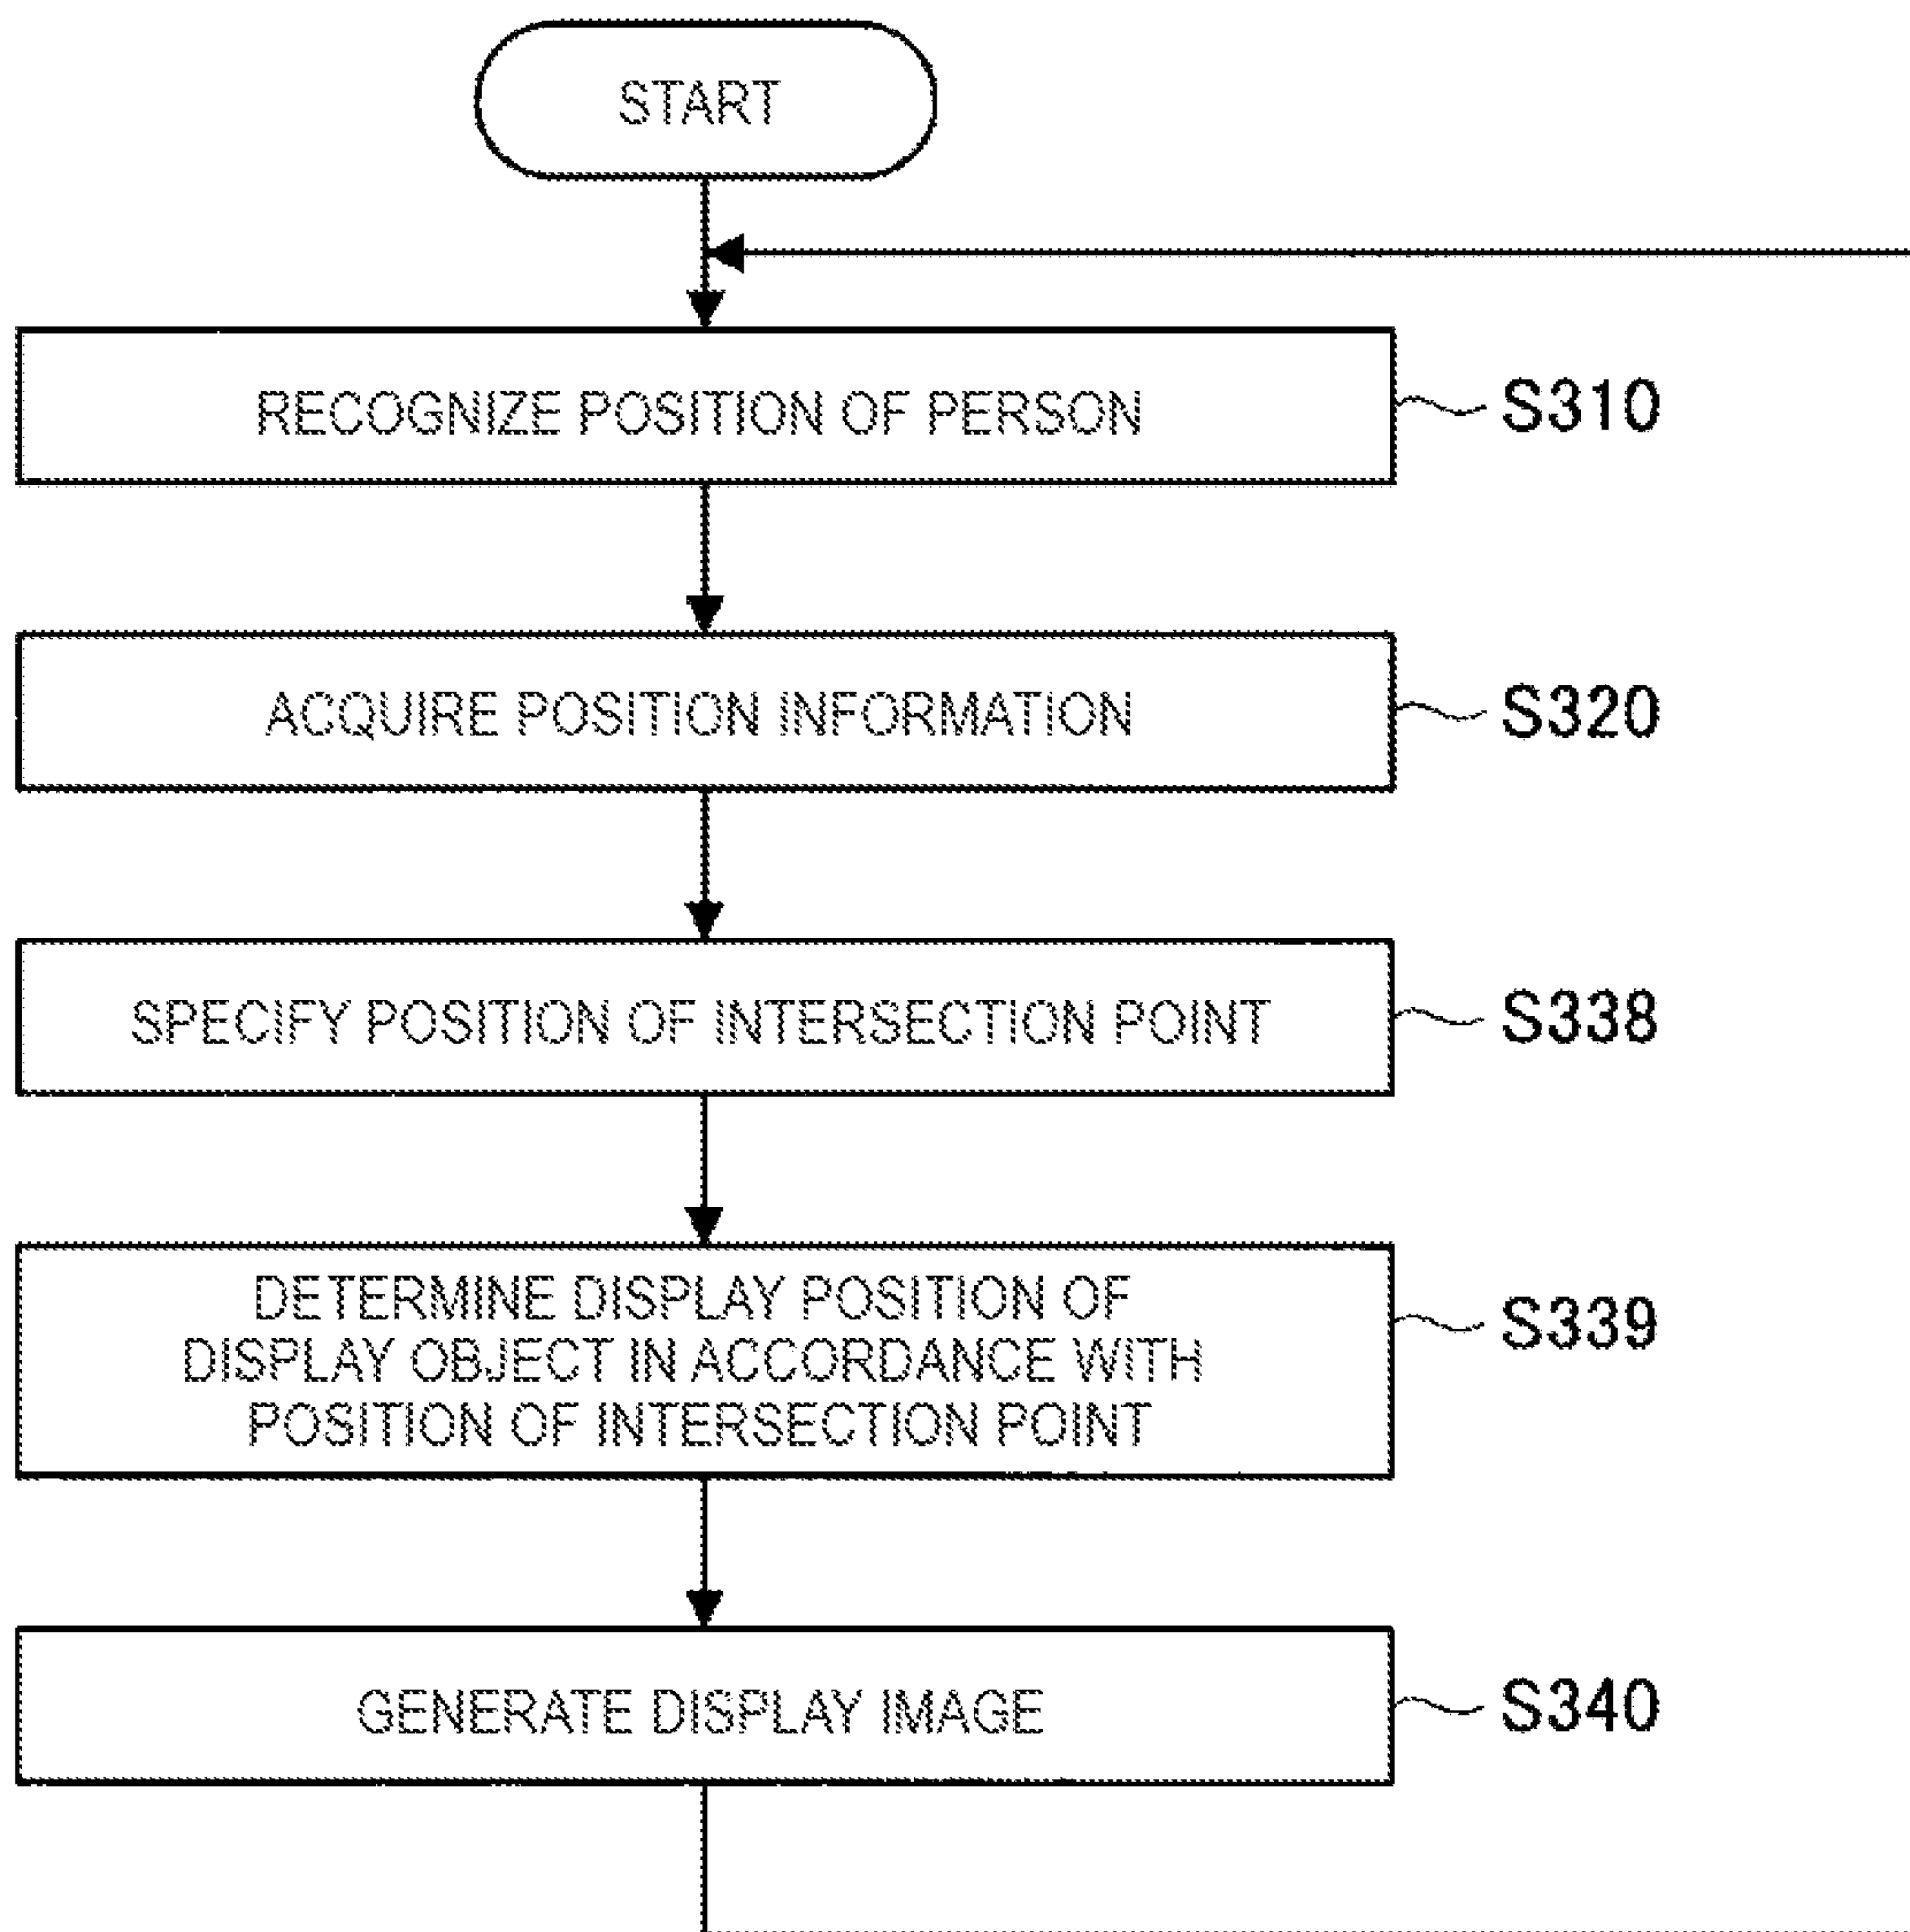 START
RECOGNIZE POSITION OF PERSON
S310
ACQUIRE POSITION INFORMATION
S320
SPECIFY POSITION OF INTERSECTION POINT
S338
DETERMINE DISPLAY POSITION OF
DISPLAY OBJECT IN ACCORDANCE WITH
POSITION OF INTERSECTION POINT
S339
GENERATE DISPLAY IMAGE
S340